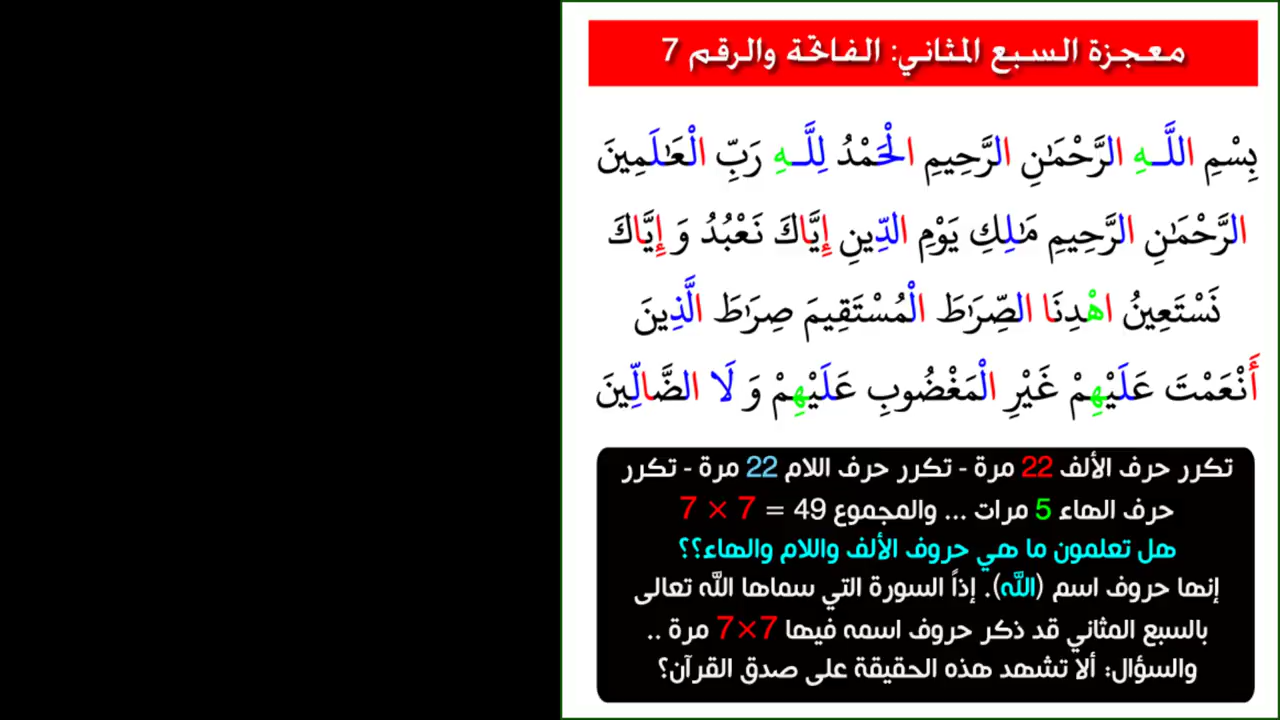 معجزة السبع المثاني: الفاتحة والرقم 7
بِسْمِ اللَّـهِ الرَّحْمَـٰنِ الرَّحِيمِ الْحَمْدُ لِلَّـهِ رَبِّ الْعَـٰلَمِينَ
الرَّحْمَـٰنِ الرَّحِيمِ مَـٰلِكِ يَوْمِ الدِّينِ إِيَّاكَ نَعْبُدُ وَ إِيَّاكَ
نَسْتَعِينُ اهْدِنَا الصِّرَٰطَ الْمُسْتَقِيمَ صِرَٰطَ الَّذِينَ
أَنْعَمْتَ عَلَيْهِمْ غَيْرِ الْمَغْضُوبِ عَلَيْهِمْ وَ لَا الضَّالِّينَ
تكرر حرف الألف 22 مرة - تكرر حرف اللام 22 مرة - تكرر
حرف الهاء 5 مرات ... والمجموع 49 = 7 × 7
هل تعلمون ما هي حروف الألف واللام والهاء؟؟
إنها حروف اسم (الله). إذاً السورة التي سماها الله تعالى
بالسبع المثاني قد ذكر حروف اسمه فيها 7×7 مرة ..
والسؤال: ألا تشهد هذه الحقيقة على صدق القرآن؟